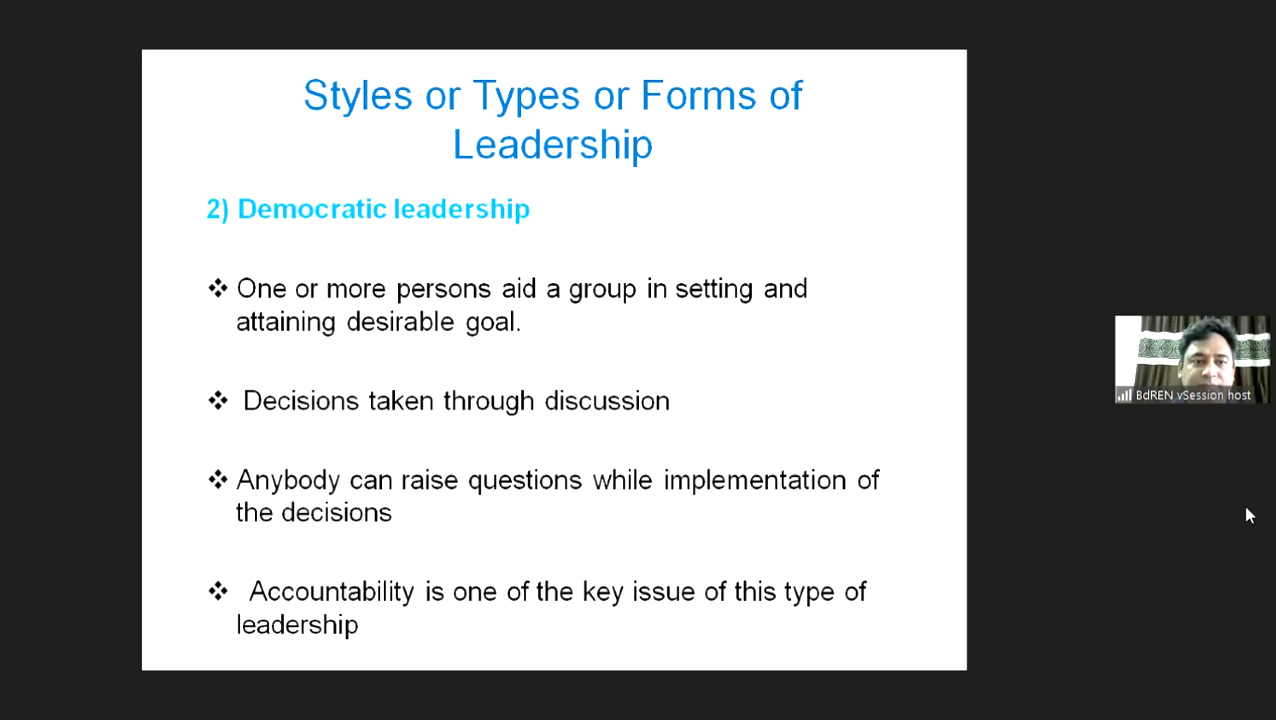 Styles or Types or Forms of
Leadership
2) Democratic leadership
❖ One or more persons aid a group in setting and
attaining desirable goal.
❖ Decisions taken through discussion
❖ Anybody can raise questions while implementation of
the decisions
❖ Accountability is one of the key issue of this type of
leadership
BdREN vSession host